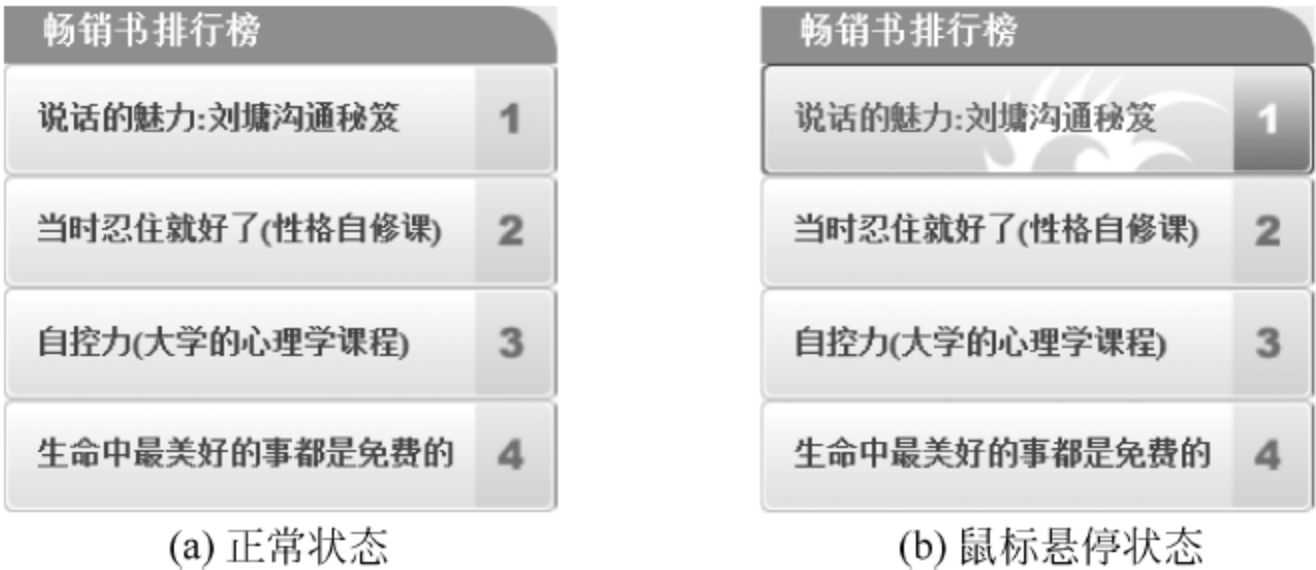 畅销书排行榜
说话的魅力:刘墉沟通秘笈 1
当时忍住就好了(性格自修课) 2
自控力(大学的心理学课程) 3
生命中最美好的事都是免费的 4
(a) 正常状态
畅销书排行榜
说话的魅力:刘墉沟通秘笈 1
当时忍住就好了(性格自修课) 2
自控力(大学的心理学课程) 3
生命中最美好的事都是免费的 4
(b) 鼠标悬停状态